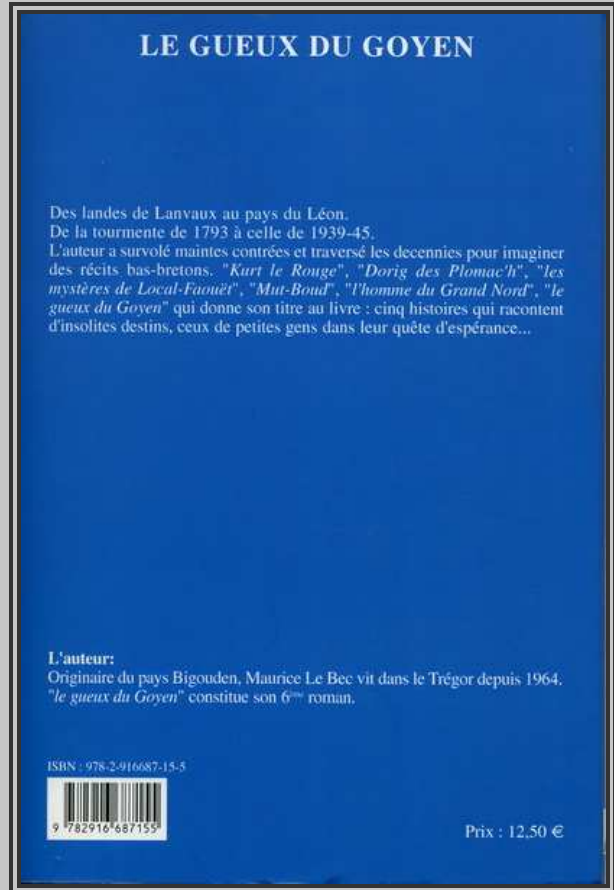 LE GUEUX DU GOYEN
Des landes de Lanvaux au pays du Léon.
De la tourmente de 1793 à celle de 1939-45.
L'auteur a survolé maintes contrées et traversé les decennies pour imaginer
des récits bas-bretons. "Kurt le Rouge", "Dorig des Plomac'h", "les
mystères de Local-Faouët", "Mut-Boud", "l'homme du Grand Nord", "le
gueux du Goyen" qui donne son titre au livre : cinq histoires qui racontent
d'insolites destins, ceux de petites gens dans leur quête d'espérance...
L'auteur:
Originaire du pays Bigouden, Maurice Le Bec vit dans le Trégor depuis 1964.
"le gueux du Goyen" constitue son 6ème roman.
ISBN : 978-2-916687-15-5
9 782916 687155
Prix : 12,50 €